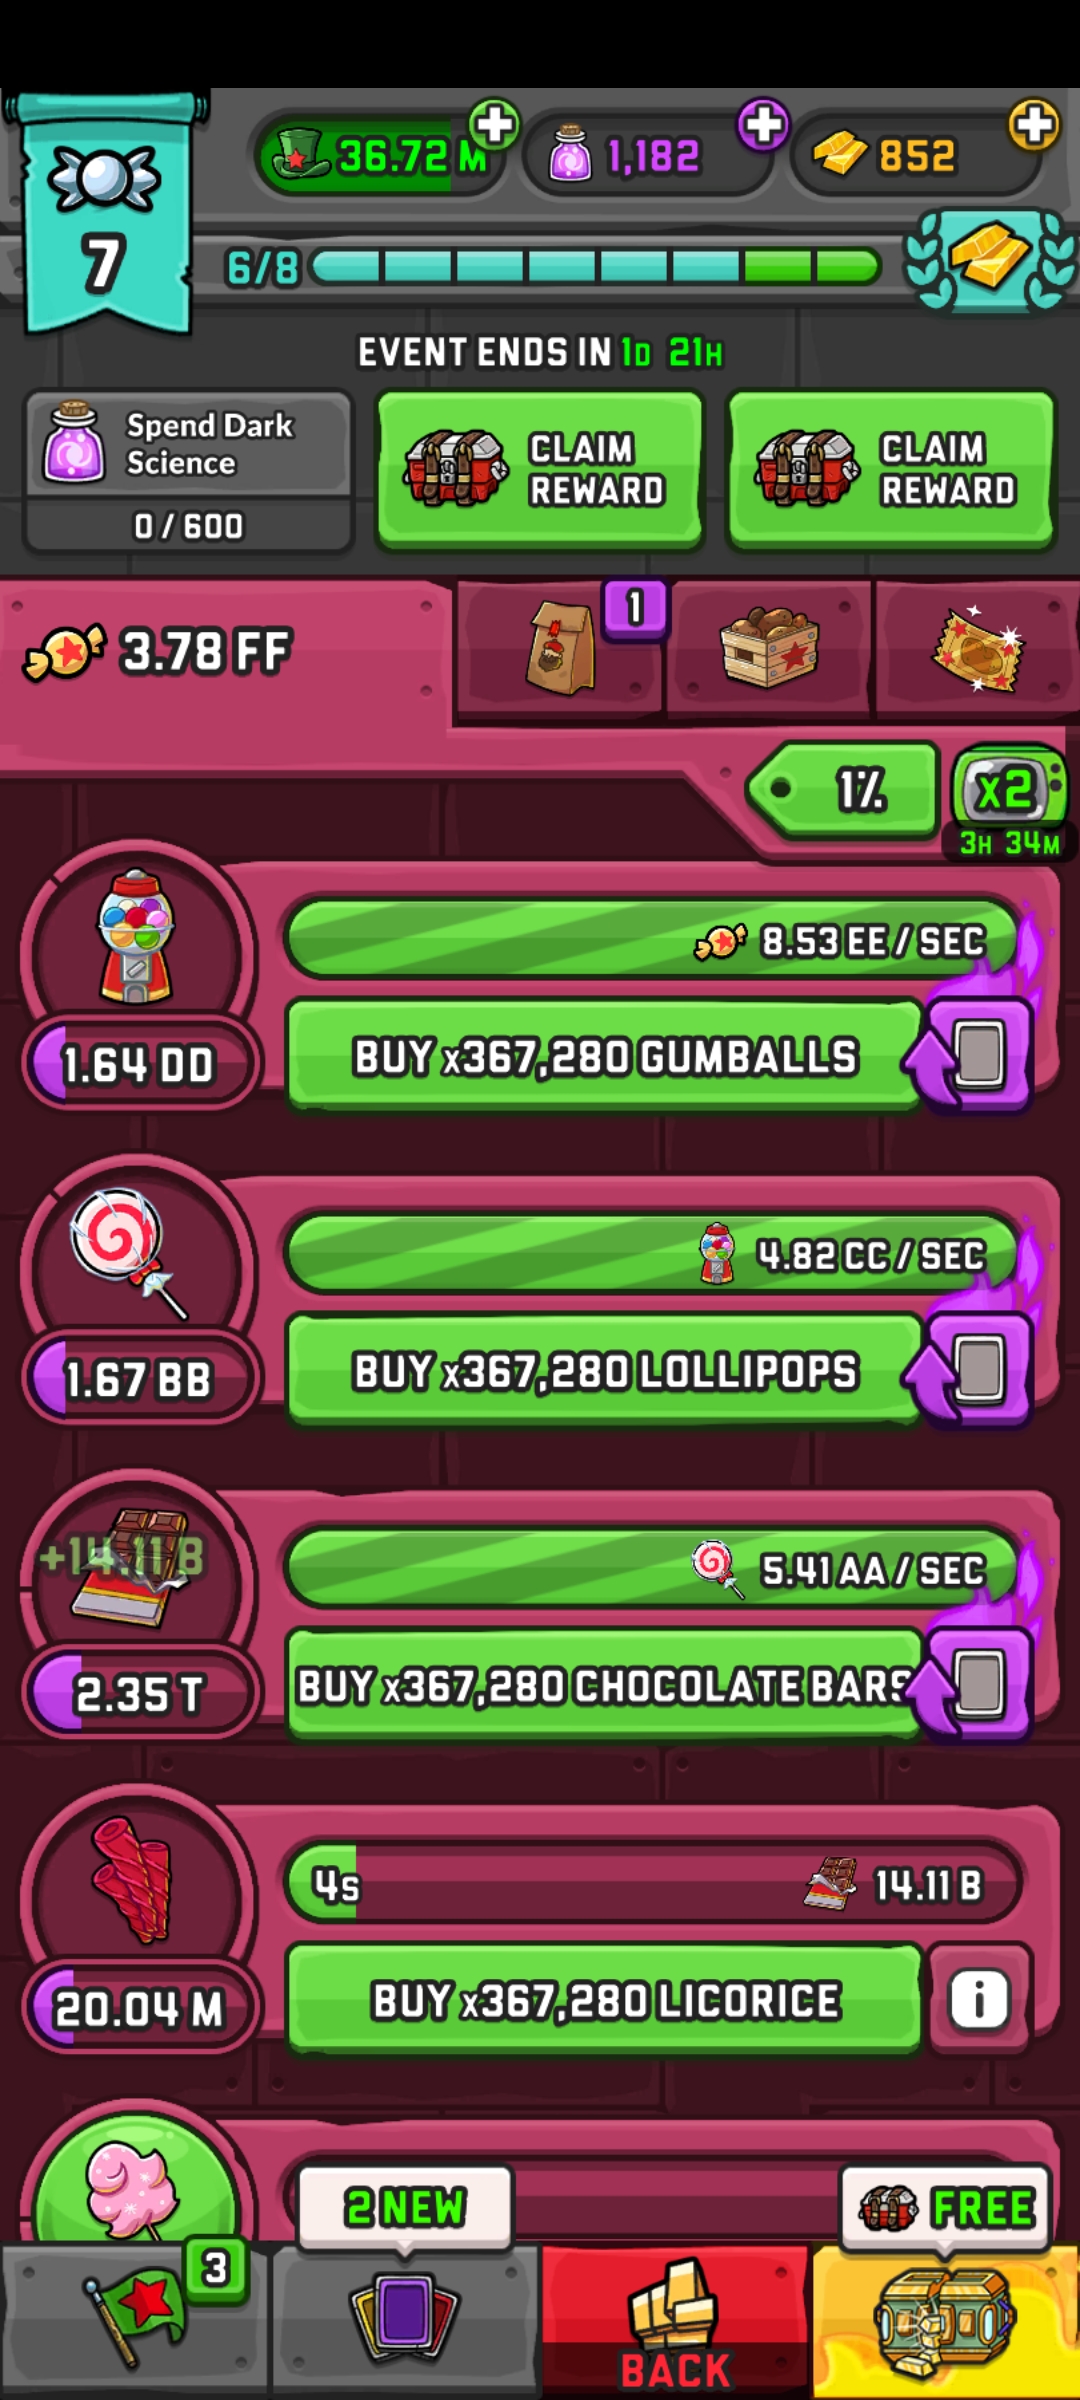 36.72 M
1,182
852
7
6/8
EVENT ENDS IN 1D 21H
Spend Dark
Science
0 / 600
CLAIM
REWARD
CLAIM
REWARD
3.78 FF
1
1%
x2
3H 34M
8.53 EE / SEC
1.64 DD
BUY x367,280 GUMBALLS
4.82 CC / SEC
1.67 BB
BUY x367,280 LOLLIPOPS
+14.11 B
5.41 AA / SEC
2.35 T
BUY x367,280 CHOCOLATE BARS
4s
14.11 B
20.04 M
BUY x367,280 LICORICE
i
2 NEW
FREE
3
BACK